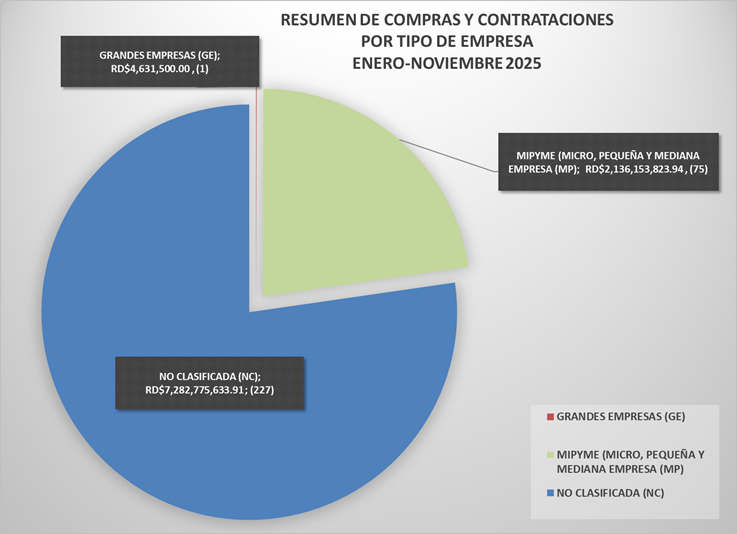 RESUMEN DE COMPRAS Y CONTRATACIONES
POR TIPO DE EMPRESA
ENERO-NOVIEMBRE 2025
GRANDES EMPRESAS (GE);
RD$4,631,500.00 , (1)
MIPYME (MICRO, PEQUEÑA Y MEDIANA
EMPRESA (MP);  RD$2,136,153,823.94 , (75)
NO CLASIFICADA (NC);
RD$7,282,775,633.91; (227)
GRANDES EMPRESAS (GE)
MIPYME (MICRO, PEQUEÑA Y
MEDIANA EMPRESA (MP)
NO CLASIFICADA (NC)